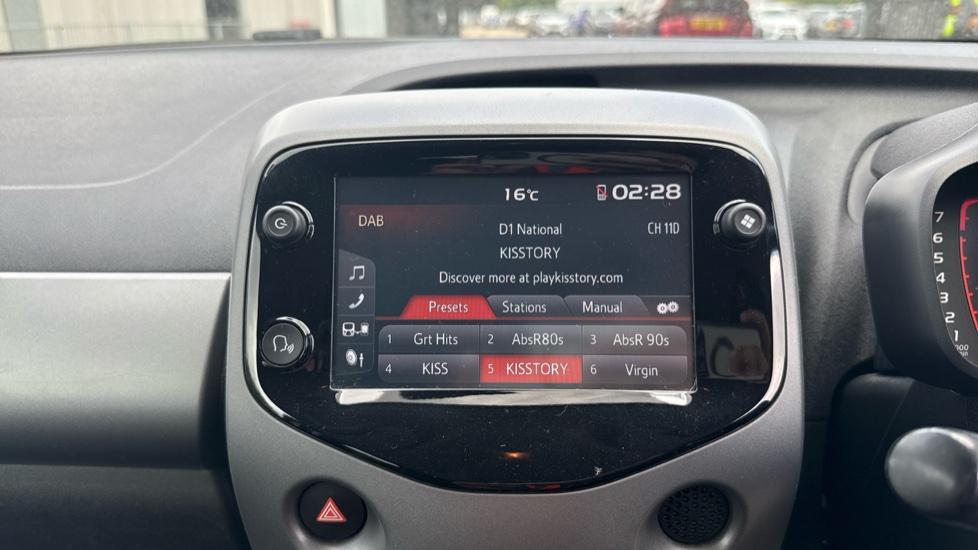 16°C 02:28
DAB
D1 National CH 11D
KISSTORY
Discover more at playkisstory.com
Presets Stations Manual
1 Grt Hits 2 AbsR80s 3 AbsR 90s
4 KISS 5 KISSTORY 6 Virgin
7
6
5
4
3
2
1